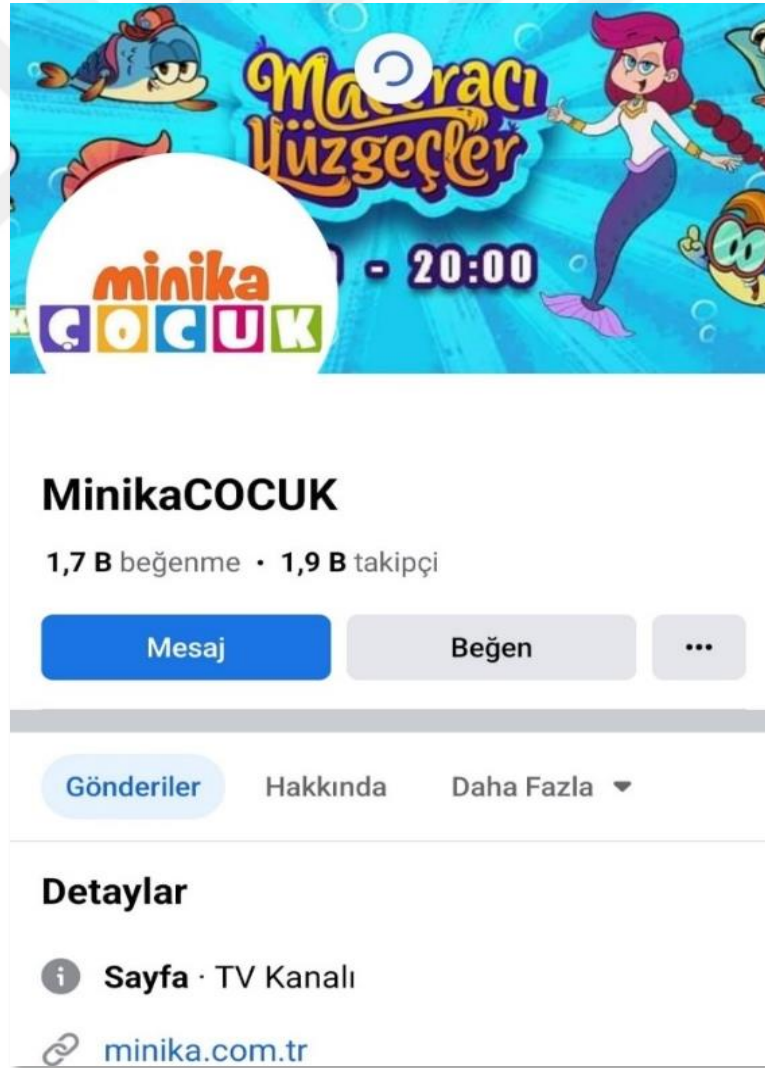 Yüzgeçler
- 20:00
minika
ÇOCUK
MinikaCOCUK
1,7 B beğenme • 1,9 B takipçi
Mesaj
Beğen
...
Gönderiler
Hakkında
Daha Fazla
Detaylar
Sayfa · TV Kanalı
minika.com.tr